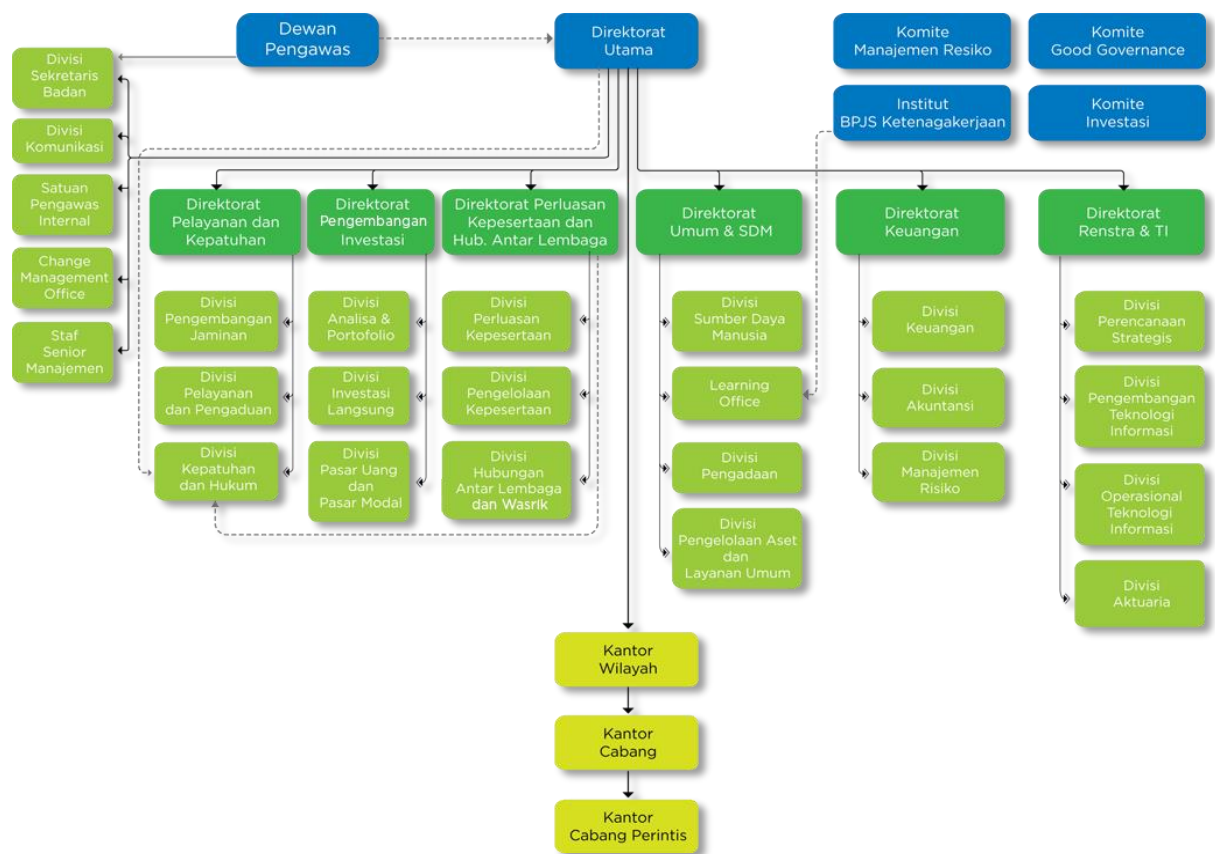 Dewan
Pengawas
Direktorat
Utama
Komite
Manajemen Resiko
Komite
Good Governance
Institut
BPJS Ketenagakerjaan
Komite
Investasi
Divisi
Sekretaris
Badan
Divisi
Komunikasi
Satuan
Pengawas
Internal
Change
Management
Office
Staf
Senior
Manajemen
Direktorat
Pelayanan dan
Kepatuhan
Direktorat
Pengembangan
Investasi
Direktorat Perluasan
Kepesertaan dan
Hub. Antar Lembaga
Direktorat
Umum & SDM
Direktorat
Keuangan
Direktorat
Renstra & TI
Divisi
Pengembangan
Jaminan
Divisi
Pelayanan
dan Pengaduan
Divisi
Kepatuhan
dan Hukum
Divisi
Analisa &
Portofolio
Divisi
Investasi
Langsung
Divisi
Pasar Uang
dan
Pasar Modal
Divisi
Perluasan
Kepesertaan
Divisi
Pengelolaan
Kepesertaan
Divisi
Hubungan
Antar Lembaga
dan Wasrik
Divisi
Sumber Daya
Manusia
Learning
Office
Divisi
Pengadaan
Divisi
Pengelolaan Aset
dan
Layanan Umum
Divisi
Keuangan
Divisi
Akuntansi
Divisi
Manajemen
Risiko
Divisi
Perencanaan
Strategis
Divisi
Pengembangan
Teknologi
Informasi
Divisi
Operasional
Teknologi
Informasi
Divisi
Aktuaria
Kantor
Wilayah
Kantor
Cabang
Kantor
Cabang Perintis